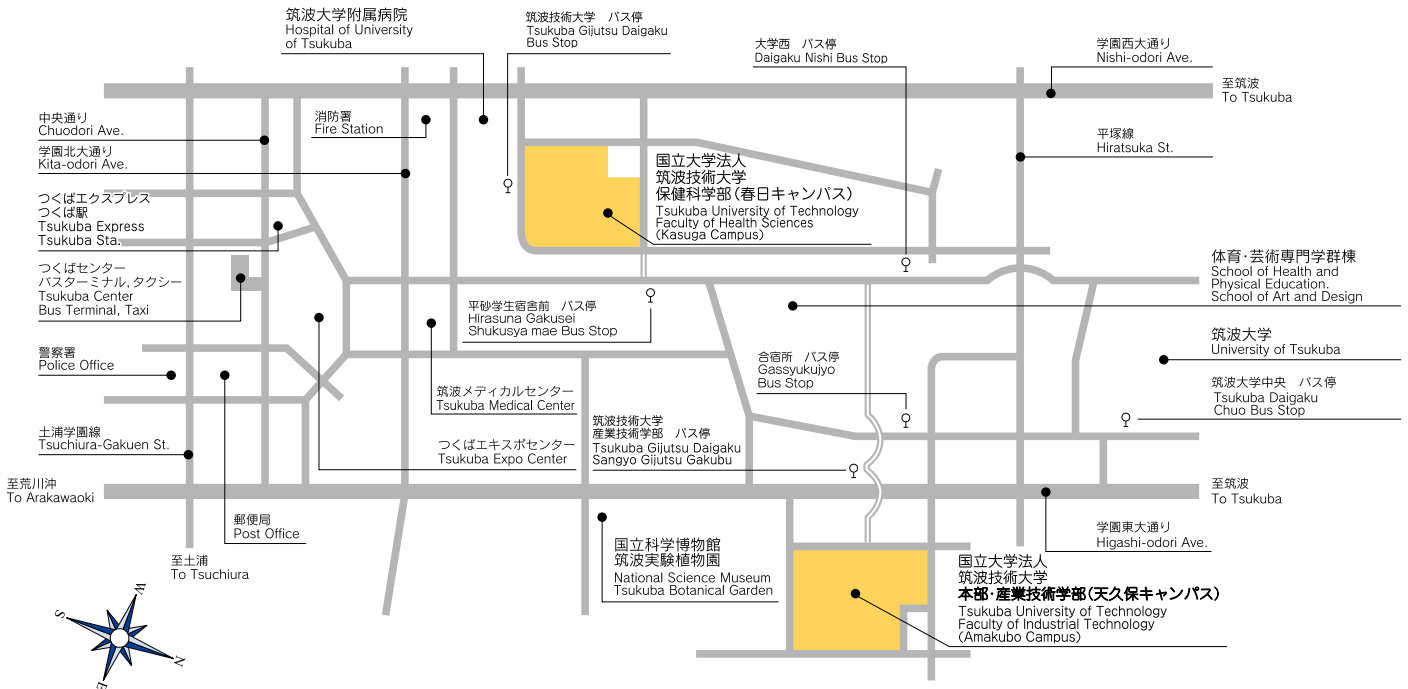 筑波大学附属病院
Hospital of University
of Tsukuba
筑波技術大学　バス停
Tsukuba Gijutsu Daigaku
Bus Stop
大学西　バス停
Daigaku Nishi Bus Stop
学園西大通り
Nishi-odori Ave.
至筑波
To Tsukuba
中央通り
Chuodori Ave.
消防署
Fire Station
平塚線
Hiratsuka St.
学園北大通り
Kita-odori Ave.
国立大学法人
筑波技術大学
保健科学部（春日キャンパス）
Tsukuba University of Technology
Faculty of Health Sciences
(Kasuga Campus)
つくばエクスプレス
つくば駅
Tsukuba Express
Tsukuba Sta.
つくばセンター
バスターミナル,タクシー
Tsukuba Center
Bus Terminal, Taxi
体育・芸術専門学群棟
School of Health and
Physical Education.
School of Art and Design
平砂学生宿舎前　バス停
Hirasuna Gakusei
Shukusya mae Bus Stop
筑波大学
University of Tsukuba
警察署
Police Office
合宿所　バス停
Gassyukujyo
Bus Stop
筑波大学中央　バス停
Tsukuba Daigaku
Chuo Bus Stop
筑波メディカルセンター
Tsukuba Medical Center
土浦学園線
Tsuchiura-Gakuen St.
つくばエキスポセンター
Tsukuba Expo Center
筑波技術大学
産業技術学部　バス停
Tsukuba Gijutsu Daigaku
Sangyo Gijutsu Gakubu
至荒川沖
To Arakawaoki
至筑波
To Tsukuba
郵便局
Post Office
学園東大通り
Higashi-odori Ave.
至土浦
To Tsuchiura
国立科学博物館
筑波実験植物園
National Science Museum
Tsukuba Botanical Garden
国立大学法人
筑波技術大学
本部・産業技術学部（天久保キャンパス）
Tsukuba University of Technology
Faculty of Industrial Technology
(Amakubo Campus)
W
S
N
E